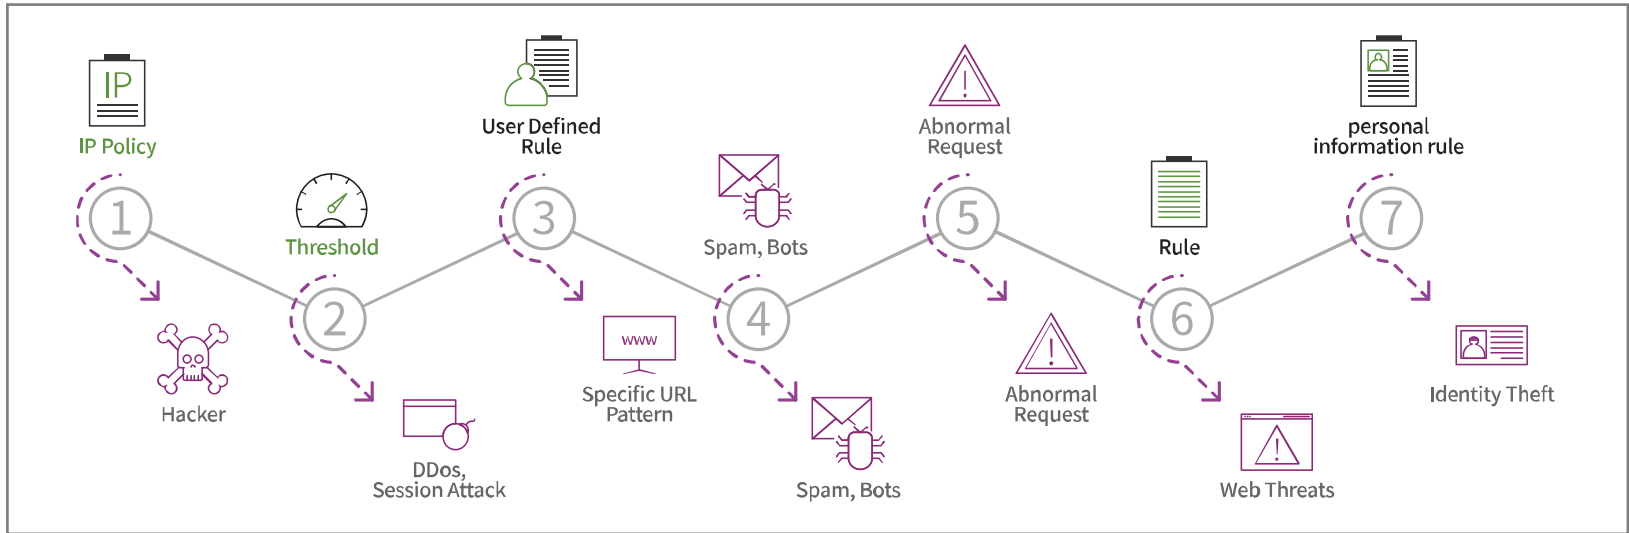 IP
IP Policy
1
Hacker
Threshold
2
DDos,
Session Attack
User Defined
Rule
3
www
Specific URL
Pattern
Spam, Bots
4
Spam, Bots
Abnormal
Request
5
Abnormal
Request
Rule
6
Web Threats
personal
information rule
7
Identity Theft